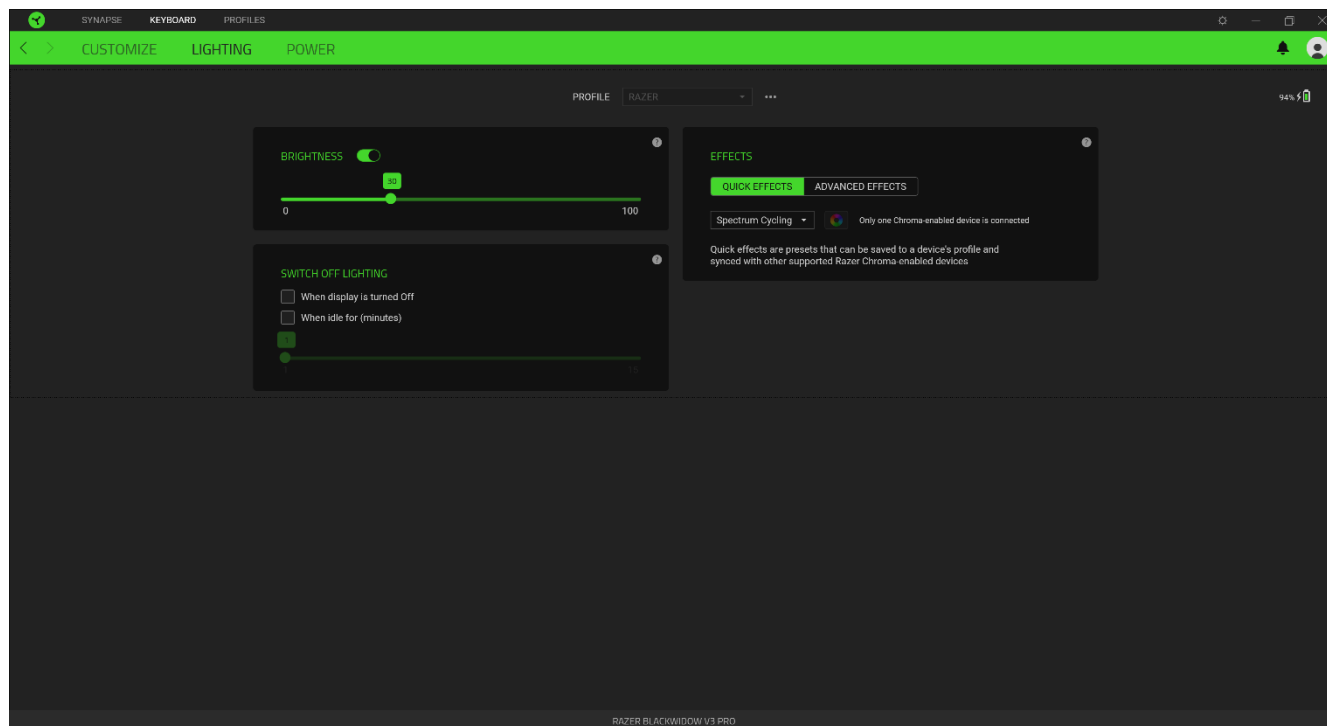 SYNAPSE KEYBOARD PROFILES
CUSTOMIZE LIGHTING POWER
PROFILE RAZER
94%
BRIGHTNESS
30
0 100
SWITCH OFF LIGHTING
When display is turned Off
When idle for (minutes)
1
1 15
EFFECTS
QUICK EFFECTS ADVANCED EFFECTS
Spectrum Cycling Only one Chroma-enabled device is connected
Quick effects are presets that can be saved to a device's profile and
synced with other supported Razer Chroma-enabled devices
RAZER BLACKWIDOW V3 PRO